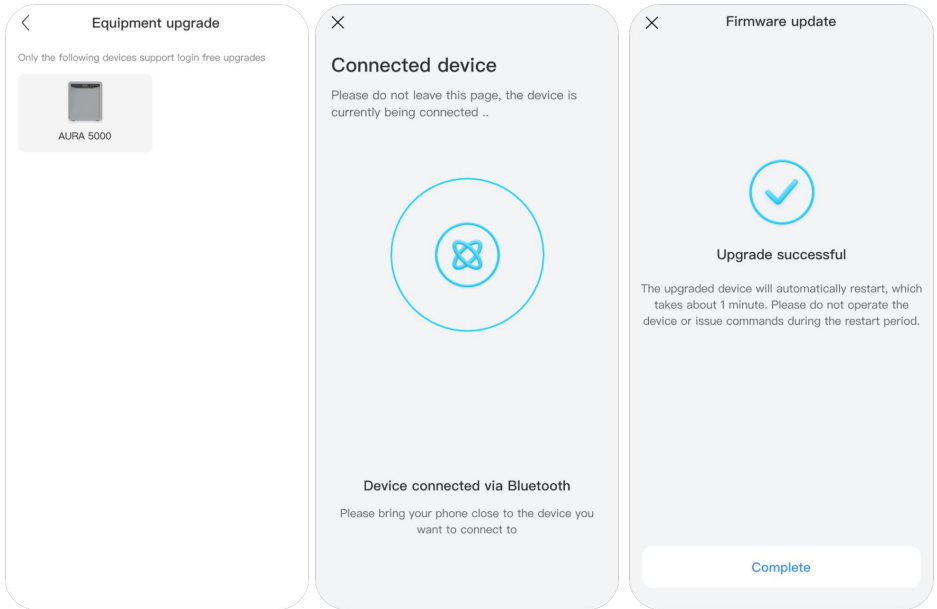 Equipment upgrade
Only the following devices support login free upgrades
AURA 5000
Connected device
Please do not leave this page, the device is
currently being connected ..
Device connected via Bluetooth
Please bring your phone close to the device you
want to connect to
Firmware update
Upgrade successful
The upgraded device will automatically restart, which
takes about 1 minute. Please do not operate the
device or issue commands during the restart period.
Complete